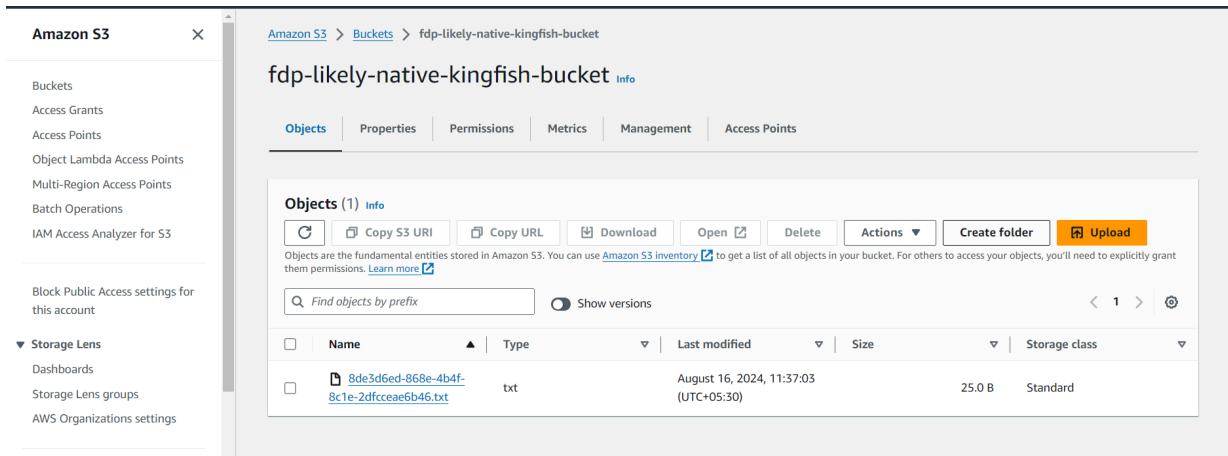 Amazon S3
Buckets
Access Grants
Access Points
Object Lambda Access Points
Multi-Region Access Points
Batch Operations
IAM Access Analyzer for S3
Block Public Access settings for
this account
Storage Lens
Dashboards
Storage Lens groups
AWS Organizations settings
Amazon S3 > Buckets > fdp-likely-native-kingfish-bucket
fdp-likely-native-kingfish-bucket Info
Objects Properties Permissions Metrics Management Access Points
Objects (1) Info
Copy S3 URI Copy URL Download Open Delete Actions Create folder Upload
Objects are the fundamental entities stored in Amazon S3. You can use Amazon S3 inventory to get a list of all objects in your bucket. For others to access your objects, you'll need to explicitly grant
them permissions. Learn more
Find objects by prefix Show versions < 1 >
Name Type Last modified Size Storage class
8de3d6ed-868e-4b4f- txt August 16, 2024, 11:37:03 25.0 B Standard
8c1e-2dfcceae6b46.txt (UTC+05:30)